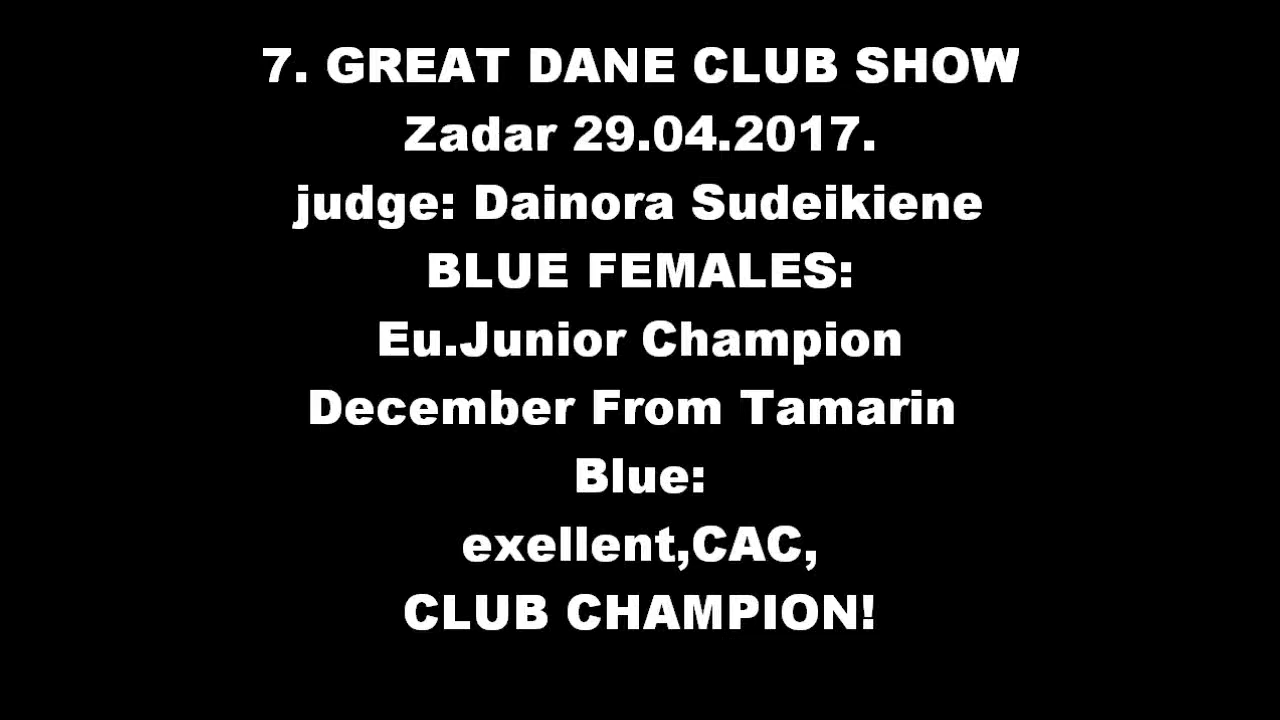 7. GREAT DANE CLUB SHOW
Zadar 29.04.2017.
judge: Dainora Sudeikiene
BLUE FEMALES:
Eu.Junior Champion
December From Tamarin
Blue:
exellent,CAC,
CLUB CHAMPION!